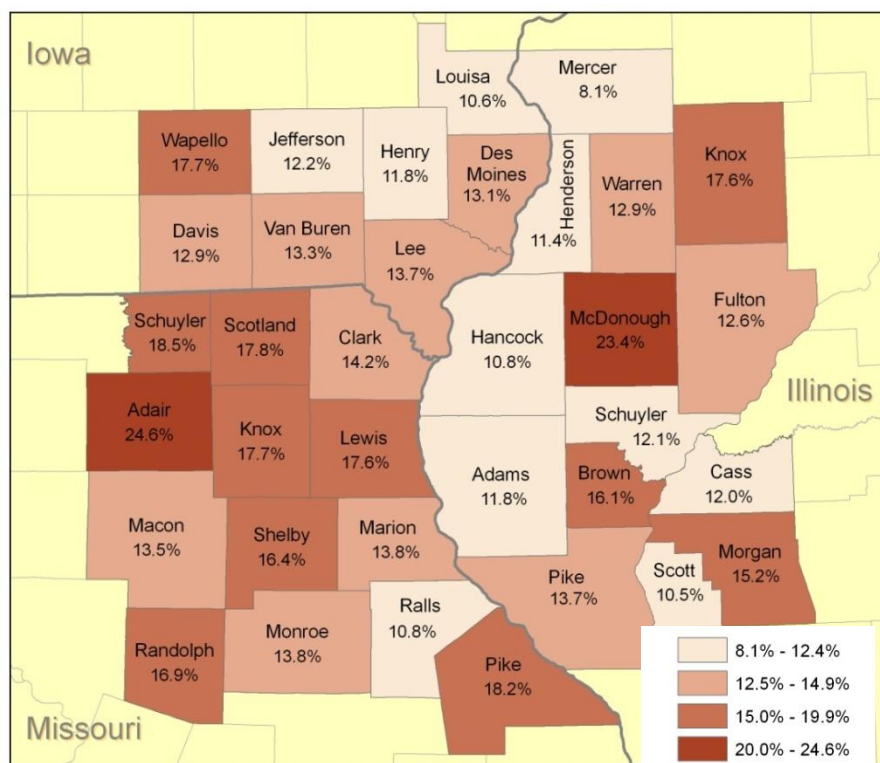 Iowa
Louisa
10.6%
Mercer
8.1%
Wapello
17.7%
Jefferson
12.2%
Henry
11.8%
Des
Moines
13.1%
Henderson
11.4%
Warren
12.9%
Knox
17.6%
Davis
12.9%
Van Buren
13.3%
Lee
13.7%
Schuyler
18.5%
Scotland
17.8%
Clark
14.2%
Hancock
10.8%
McDonough
23.4%
Fulton
12.6%
Illinois
Adair
24.6%
Knox
17.7%
Lewis
17.6%
Schuyler
12.1%
Adams
11.8%
Brown
16.1%
Cass
12.0%
Macon
13.5%
Shelby
16.4%
Marion
13.8%
Pike
13.7%
Scott
10.5%
Morgan
15.2%
Randolph
16.9%
Monroe
13.8%
Ralls
10.8%
Pike
18.2%
Missouri
8.1% - 12.4%
12.5% - 14.9%
15.0% - 19.9%
20.0% - 24.6%